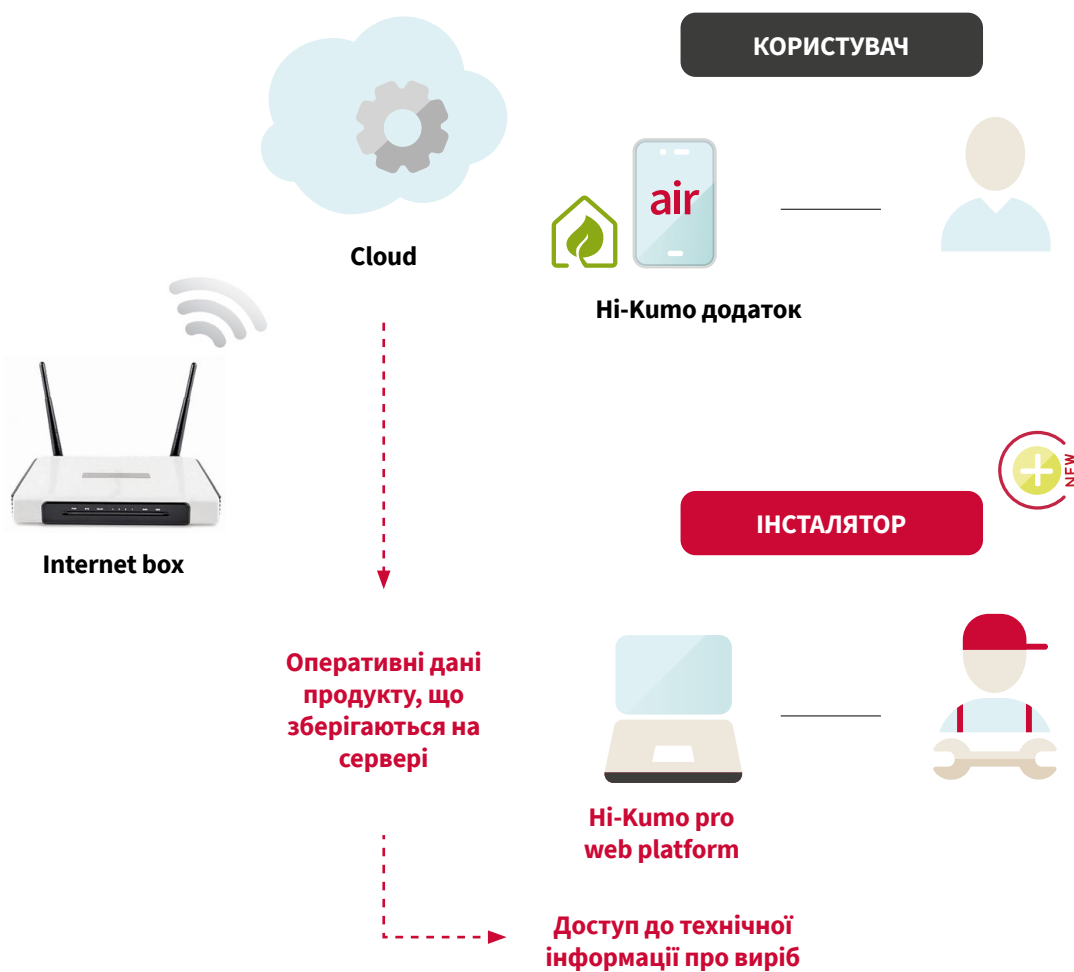 КОРИСТУВАЧ
air
Cloud
Hi-Kumo додаток
Internet box
NEW
ІНСТАЛЯТОР
Оперативні дані
продукту, що
зберігаються на
сервері
Hi-Kumo pro
web platform
Доступ до технічної
інформації про виріб